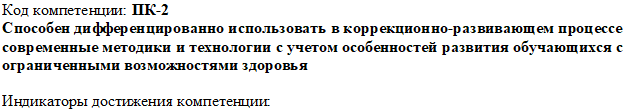 Код компетенции: ПК-2
Способен дифференцированно использовать в коррекционно-развивающем процессе
современные методики и технологии с учетом особенностей развития обучающихся с
ограниченными возможностями здоровья
Индикаторы достижения компетенции: